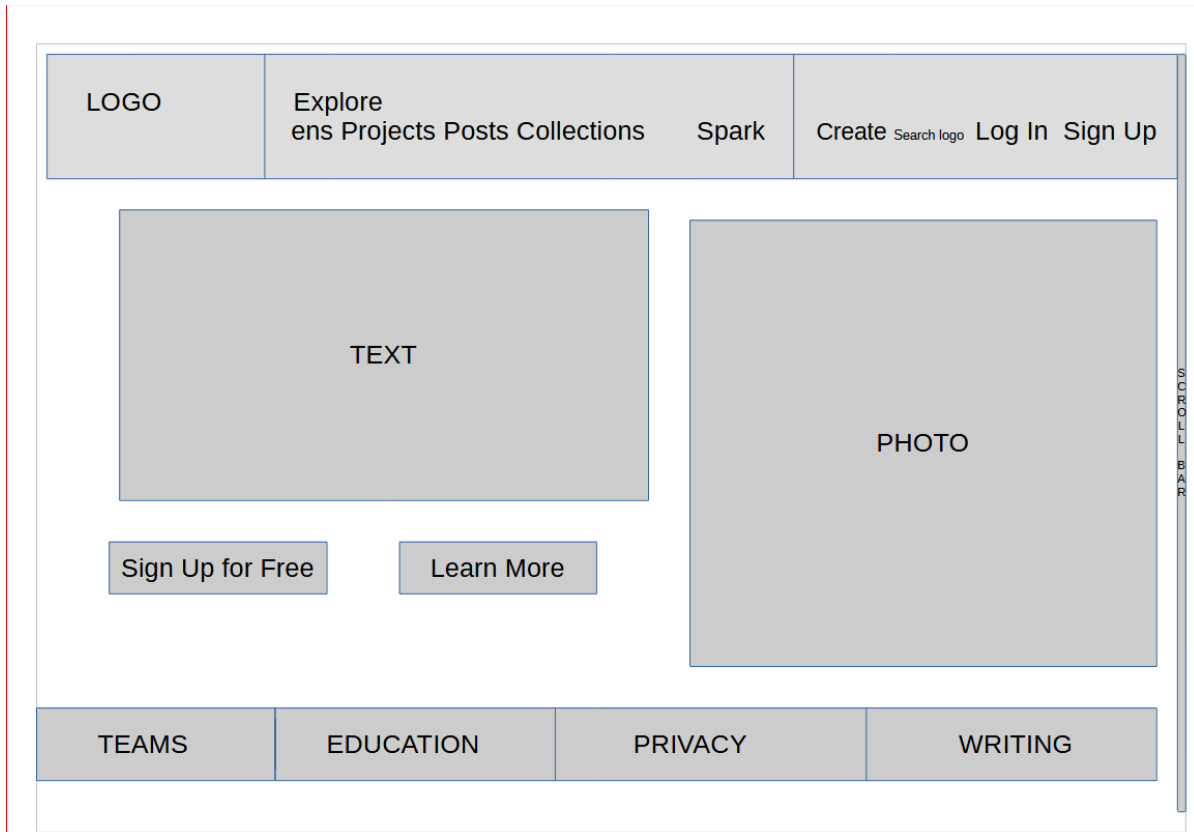 LOGO
Explore
ens Projects Posts Collections Spark
Create Search logo Log In Sign Up
TEXT
PHOTO
SCROLL BAR
Sign Up for Free
Learn More
TEAMS
EDUCATION
PRIVACY
WRITING